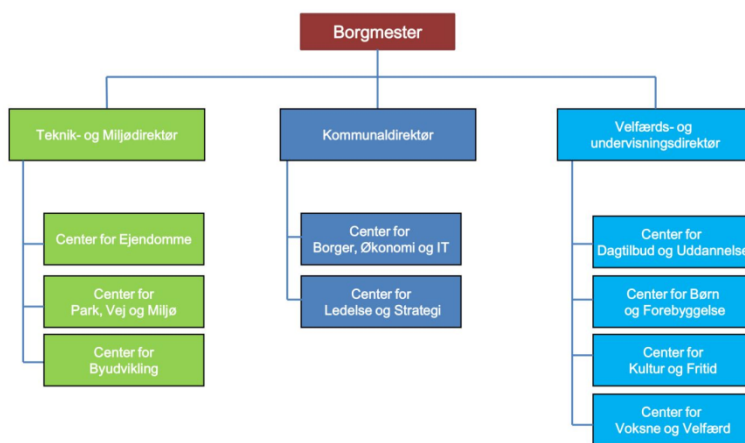 Borgmester
Teknik- og Miljødirektør
Kommunaldirektør
Velfærds- og
undervisningsdirektør
Center for Ejendomme
Center for
Park, Vej og Miljø
Center for
Byudvikling
Center for
Borger, Økonomi og IT
Center for
Ledelse og Strategi
Center for
Dagtilbud og Uddannelse
Center for Børn
og Forebyggelse
Center for
Kultur og Fritid
Center for
Voksne og Velfærd